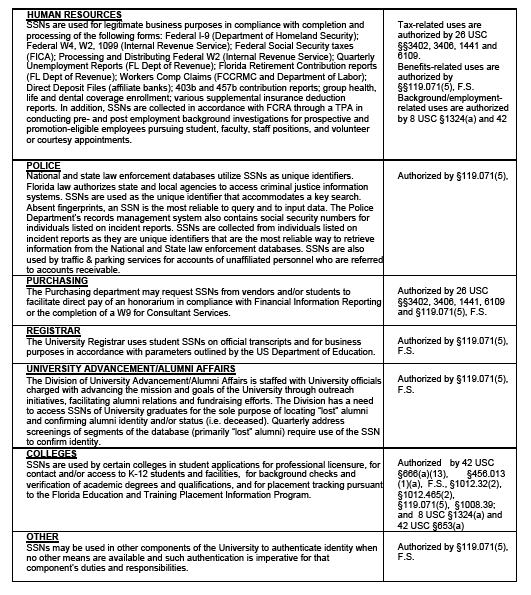 HUMAN RESOURCES
SSNs are used for legitimate business purposes in compliance with completion and
processing of the following forms: Federal I-9 (Department of Homeland Security);
Federal W4, W2, 1099 (Internal Revenue Service); Federal Social Security taxes
(FICA); Processing and Distributing Federal W2 (Internal Revenue Service); Quarterly
Unemployment Reports (FL Dept of Revenue); Florida Retirement Contribution reports
(FL Dept of Revenue); Workers Comp Claims (FCCRMC and Department of Labor);
Direct Deposit Files (affiliate banks); 403b and 457b contribution reports; group health,
life and dental coverage enrollment; various supplemental insurance deduction
reports. In addition, SSNs are collected in accordance with FCRA through a TPA in
conducting pre- and post employment background investigations for prospective and
promotion-eligible employees pursuing student, faculty, staff positions, and volunteer
or courtesy appointments.
Tax-related uses are
authorized by 26 USC
§§3402, 3406, 1441 and
6109.
Benefits-related uses are
authorized by
§§119.071(5), F.S.
Background/employment-
related uses are authorized
by 8 USC §1324(a) and 42
POLICE
National and state law enforcement databases utilize SSNs as unique identifiers.
Florida law authorizes state and local agencies to access criminal justice information
systems. SSNs are used as the unique identifier that accommodates a key search.
Absent fingerprints, an SSN is the most reliable to query and to input data. The Police
Department's records management system also contains social security numbers for
individuals listed on incident reports. SSNs are collected from individuals listed on
incident reports as they are unique identifiers that are the most reliable way to retrieve
information from the National and State law enforcement databases. SSNs are also
used by traffic & parking services for accounts of unaffiliated personnel who are referred
to accounts receivable.
Authorized by §119.071(5),
PURCHASING
The Purchasing department may request SSNs from vendors and/or students to
facilitate direct pay of an honorarium in compliance with Financial Information Reporting
or the completion of a W9 for Consultant Services.
Authorized by 26 USC
§§3402, 3406, 1441, 6109
and §119.071(5), F.S.
REGISTRAR
The University Registrar uses student SSNs on official transcripts and for business
purposes in accordance with parameters outlined by the US Department of Education.
Authorized by §119.071(5),
F.S.
UNIVERSITY ADVANCEMENT/ALUMNI AFFAIRS
The Division of University Advancement/Alumni Affairs is staffed with University officials
charged with advancing the mission and goals of the University through outreach
initiatives, facilitating alumni relations and fundraising efforts. The Division has a need
to access SSNs of University graduates for the sole purpose of locating "lost" alumni
and confirming alumni identity and/or status (i.e. deceased). Quarterly address
screenings of segments of the database (primarily "lost" alumni) require use of the SSN
to confirm identity.
Authorized by §119.071(5),
F.S.
COLLEGES
SSNs are used by certain colleges in student applications for professional licensure, for
contact and/or access to K-12 students and facilities, for background checks and
verification of academic degrees and qualifications, and for placement tracking pursuant
to the Florida Education and Training Placement Information Program.
Authorized by 42 USC
§666(a)(13), §456.013
(1)(a), F.S., §1012.32(2),
§1012.465(2),
§119.071(5), §1008.39;
and 8 USC §1324(a) and
42 USC §653(a)
OTHER
SSNs may be used in other components of the University to authenticate identity when
no other means are available and such authentication is imperative for that
component's duties and responsibilities.
Authorized by §119.071(5),
F.S.